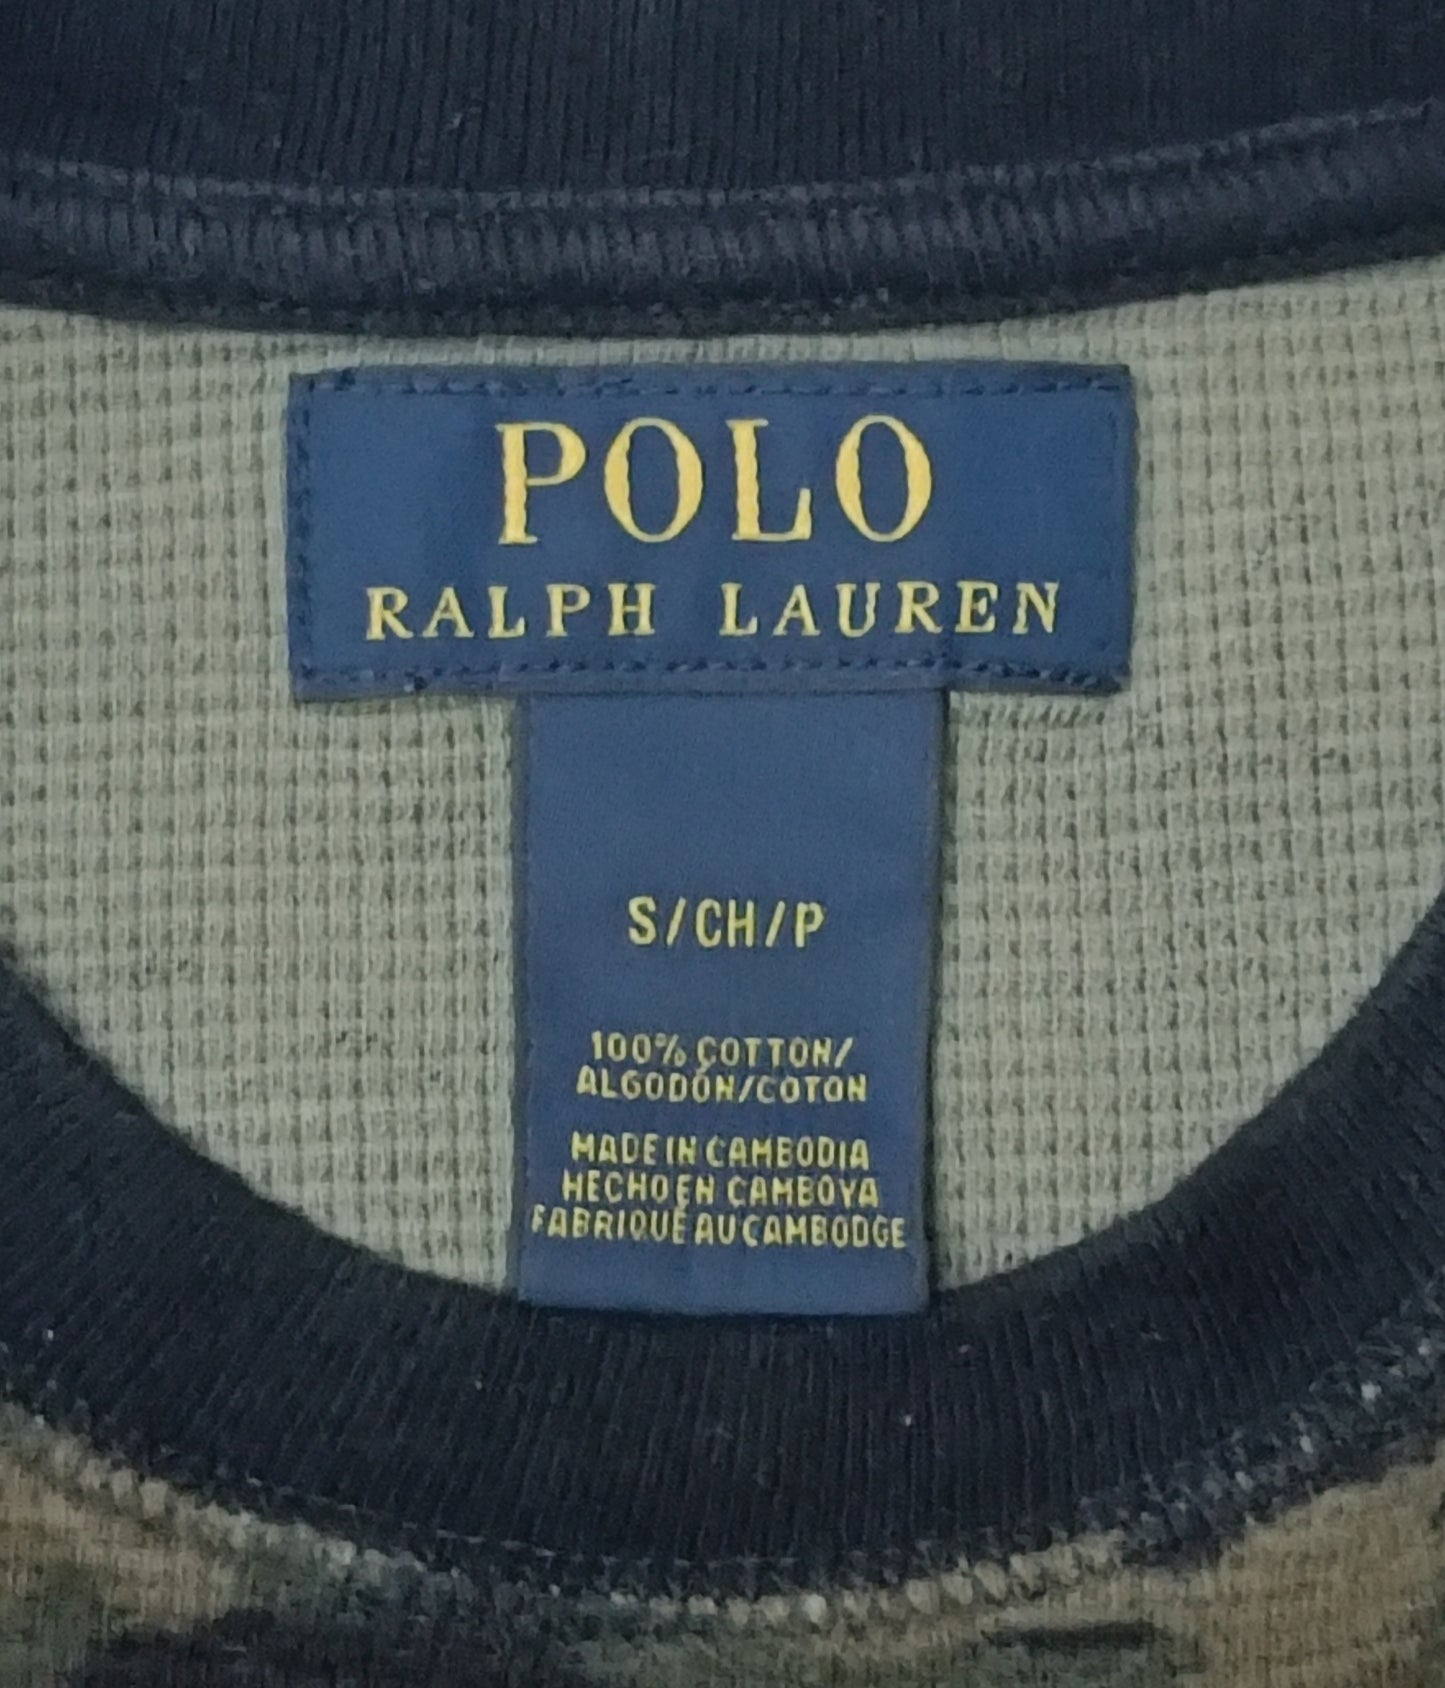 POLO
RALPH LAUREN
S/CH/P
100% COTTON/
ALGODÓN/COTON
MADE IN CAMBODIA
HECHO EN CAMBOYA
FABRIQUÉ AU CAMBODGE